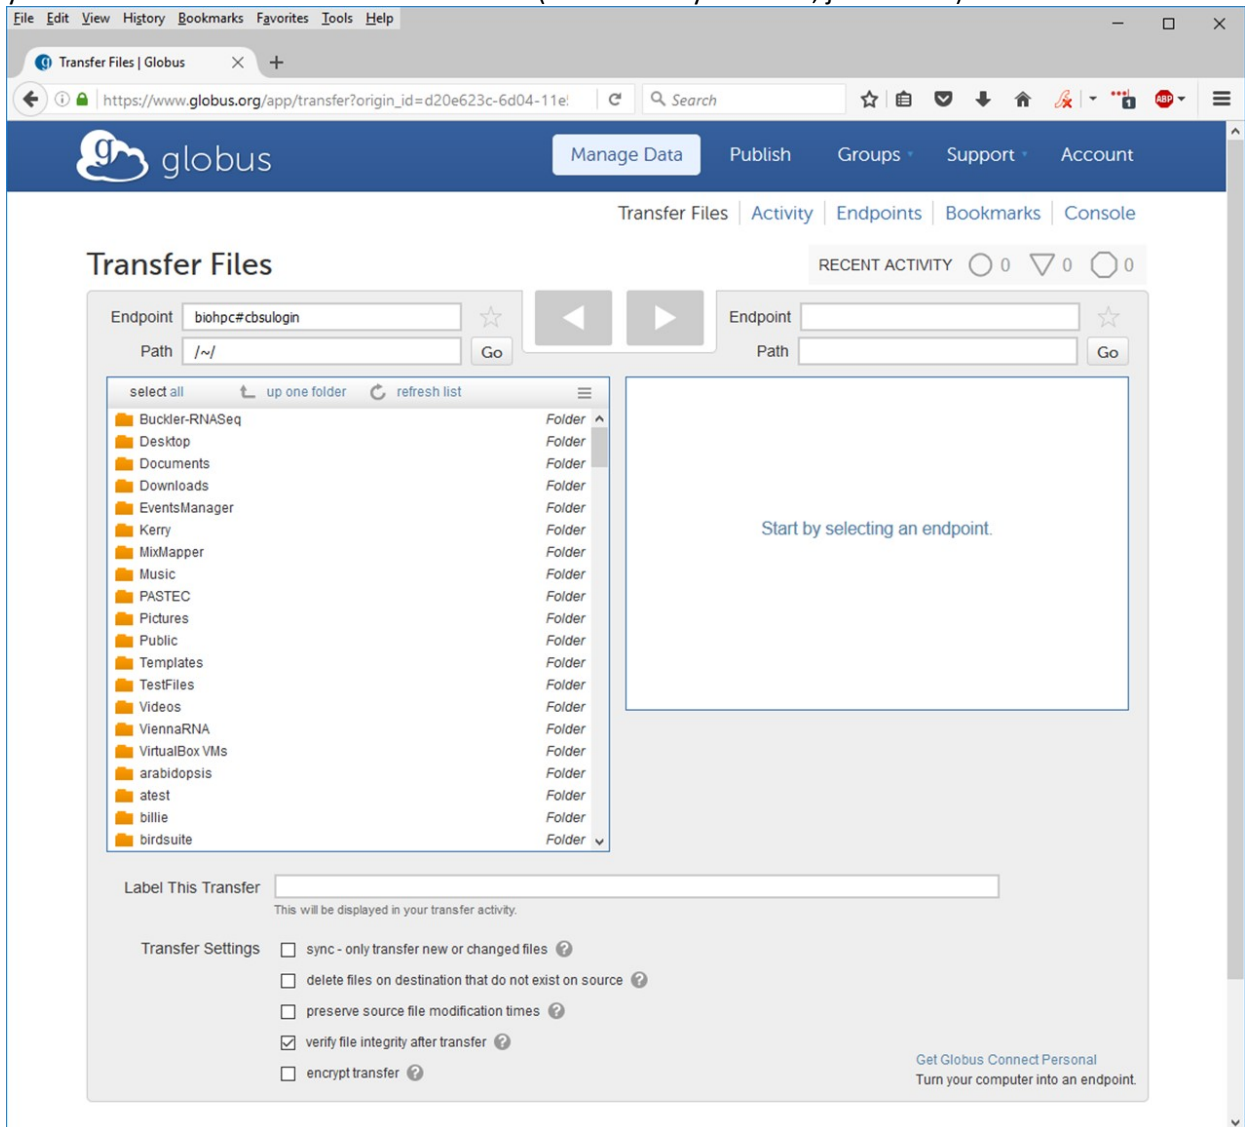 File Edit View History Bookmarks Favorites Tools Help
Transfer Files | Globus
https://www.globus.org/app/transfer?origin_id=d20e623c-6d04-11e
Search
1
ABP
globus
Manage Data Publish Groups Support Account
Transfer Files Activity Endpoints Bookmarks Console
Transfer Files
RECENT ACTIVITY 0 0 0
Endpoint biohpc#cbsulogin
Path /~/ Go
Endpoint
Path Go
select all up one folder refresh list
Buckler-RNASeq Folder
Desktop Folder
Documents Folder
Downloads Folder
EventsManager Folder
Kerry Folder
MixMapper Folder
Music Folder
PASTEC Folder
Pictures Folder
Public Folder
Templates Folder
TestFiles Folder
Videos Folder
ViennaRNA Folder
VirtualBox VMs Folder
arabidopsis Folder
atest Folder
billie Folder
birdsuite Folder
Start by selecting an endpoint.
Label This Transfer
This will be displayed in your transfer activity.
Transfer Settings
sync - only transfer new or changed files ?
delete files on destination that do not exist on source ?
preserve source file modification times ?
verify file integrity after transfer ?
encrypt transfer ?
Get Globus Connect Personal
Turn your computer into an endpoint.